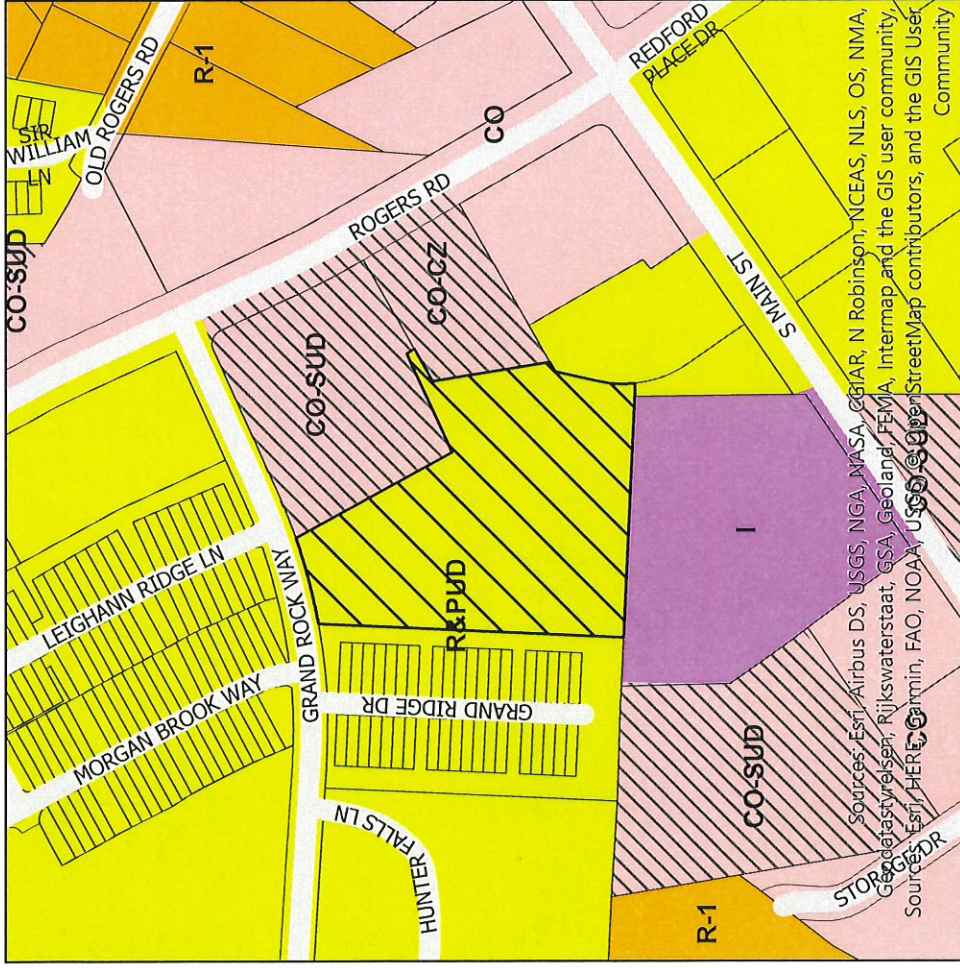 CO-SUD
SIR
WILLIAM
LN
OLD ROGERS RD
R-1
ROGERS RD
CO
REDFORD
PLACE DR
CO-CZ
CO-SUD
S MAIN ST
LEIGHANN RIDGE LN
MORGAN BROOK WAY
GRAND ROCK WAY
R&PUD
GRAND RIDGE DR
HUNTER FALLS LN
I
CO-SUD
CO-SUD
CO
R-1
STORAGE DR
Sources: Esri, Airbus DS, USGS, NGA, NASA, CGIAR, N Robinson, NCEAS, NLS, OS, NMA,
Geodatastyrelsen, Rijkswaterstaat, GSA, Geoland, FEMA, Intermap and the GIS user community,
Sources: Esri, HERE, Garmin, FAO, NOAA, USGS, © OpenStreetMap contributors, and the GIS User
Community